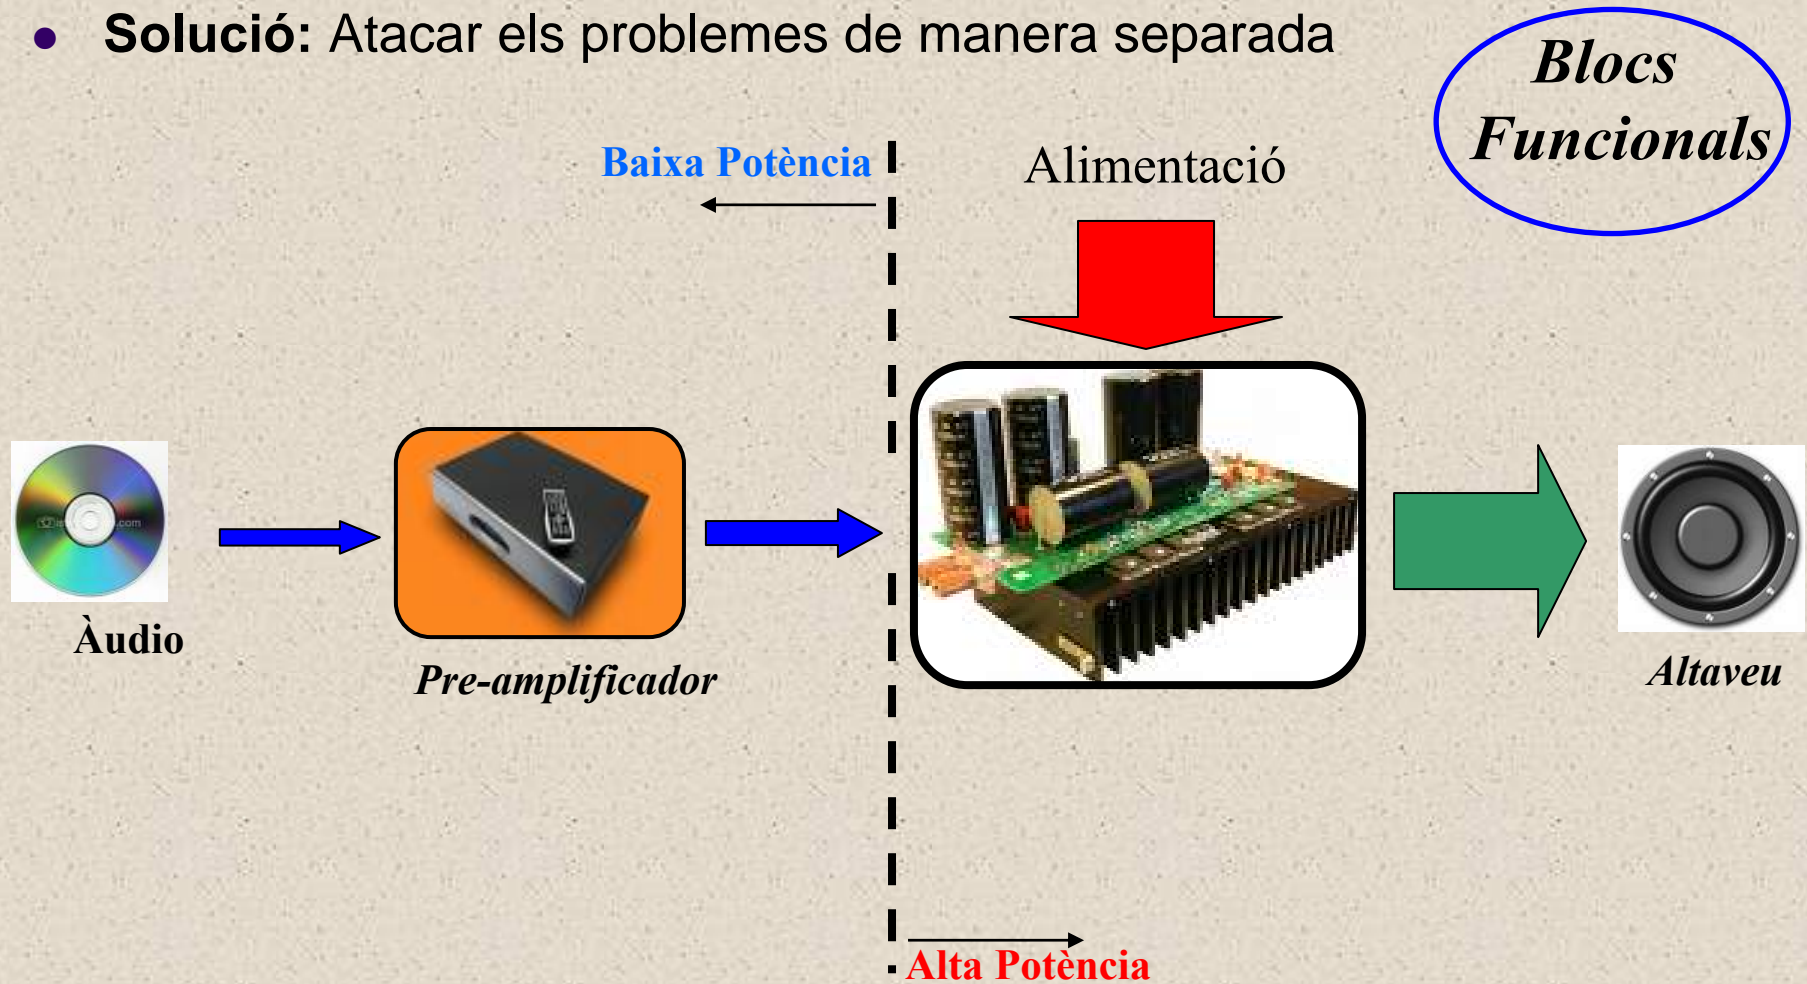 Solució: Atacar els problemes de manera separada
Blocs
Funcionals
Baixa Potència
Alimentació
Àudio
Pre-amplificador
Altaveu
Alta Potència